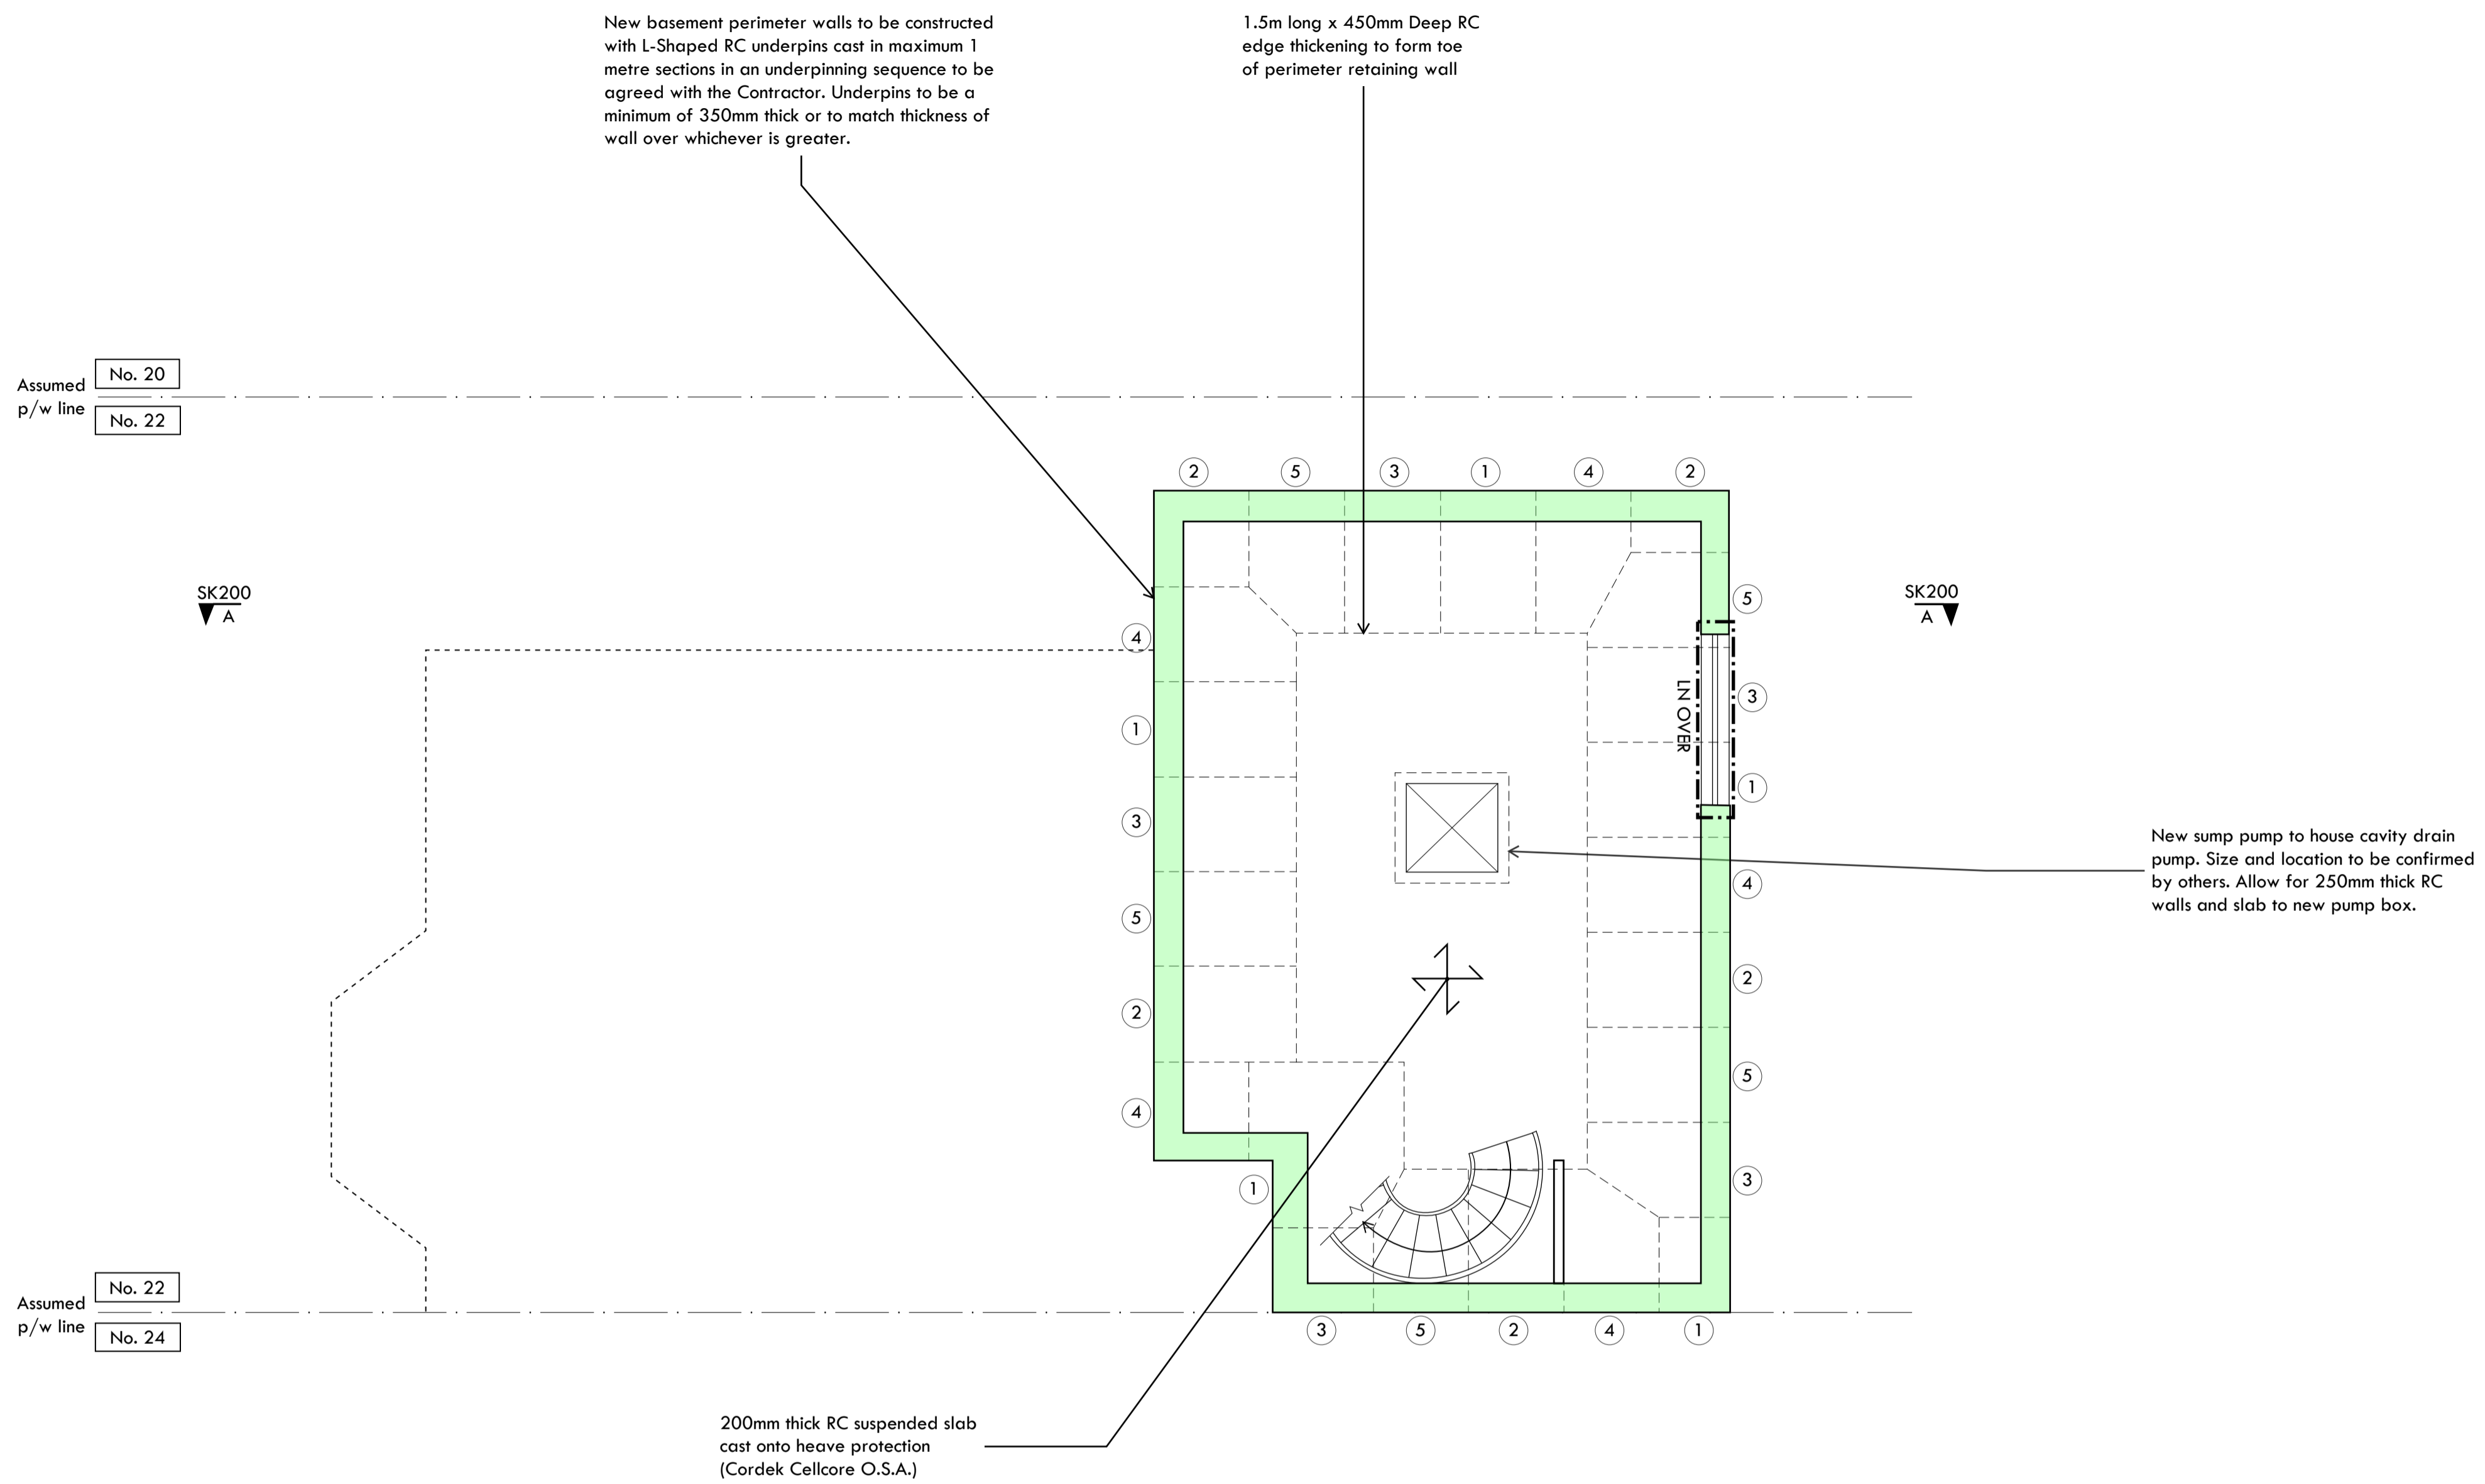 New basement perimeter walls to be constructed
with L-Shaped RC underpins cast in maximum 1
metre sections in an underpinning sequence to be
agreed with the Contractor. Underpins to be a
minimum of 350mm thick or to match thickness of
wall over whichever is greater.
1.5m long x 450mm Deep RC
edge thickening to form toe
of perimeter retaining wall
Assumed
p/w line
No. 20
No. 22
2 5 3 1 4 2
SK200
A
SK200
A
5
4
LN OVER
3
1
1
3
4
5
2
2
5
4
3
1
New sump pump to house cavity drain
pump. Size and location to be confirmed
by others. Allow for 250mm thick RC
walls and slab to new pump box.
Assumed
p/w line
No. 22
No. 24
3 5 2 4 1
200mm thick RC suspended slab
cast onto heave protection
(Cordek Cellcore O.S.A.)